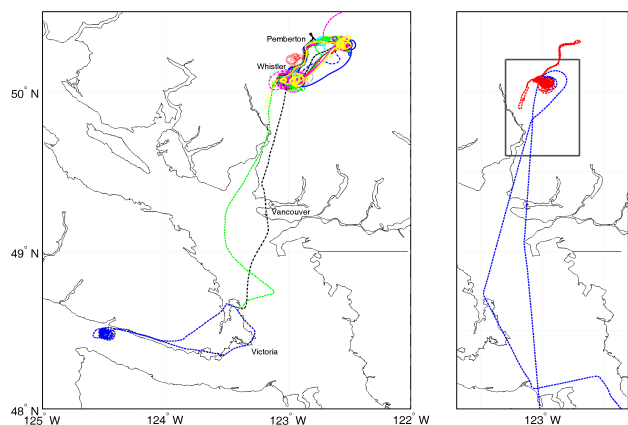 Pemberton
Whistler
50° N
Vancouver
49° N
Victoria
48° N
125° W
124° W
123° W
122° W
123° W